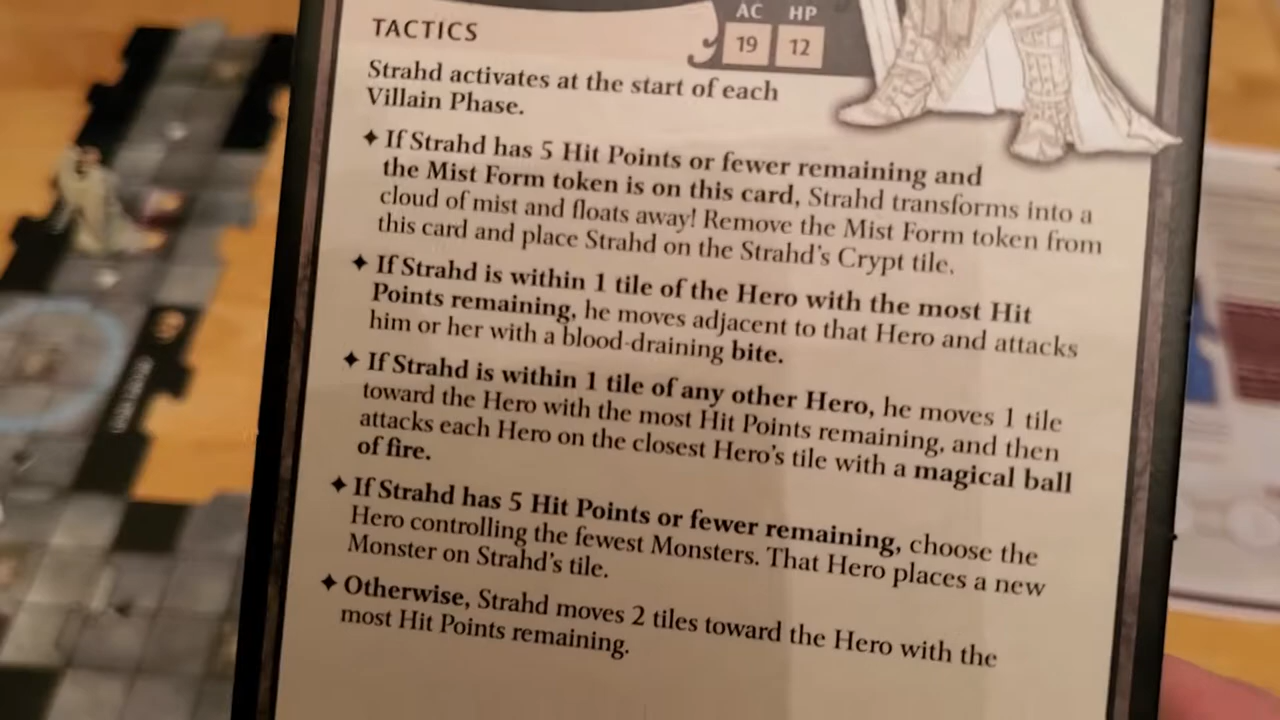 AC HP
TACTICS
19 12
Strahd activates at the start of each
Villain Phase.
✦ If Strahd has 5 Hit Points or fewer remaining and
the Mist Form token is on this card, Strahd transforms into a
cloud of mist and floats away! Remove the Mist Form token from
this card and place Strahd on the Strahd's Crypt tile.
✦ If Strahd is within 1 tile of the Hero with the most Hit
Points remaining, he moves adjacent to that Hero and attacks
him or her with a blood-draining bite.
✦ If Strahd is within 1 tile of any other Hero, he moves 1 tile
toward the Hero with the most Hit Points remaining, and then
attacks each Hero on the closest Hero's tile with a magical ball
of fire.
✦ If Strahd has 5 Hit Points or fewer remaining, choose the
Hero controlling the fewest Monsters. That Hero places a new
Monster on Strahd's tile.
✦ Otherwise, Strahd moves 2 tiles toward the Hero with the
most Hit Points remaining.